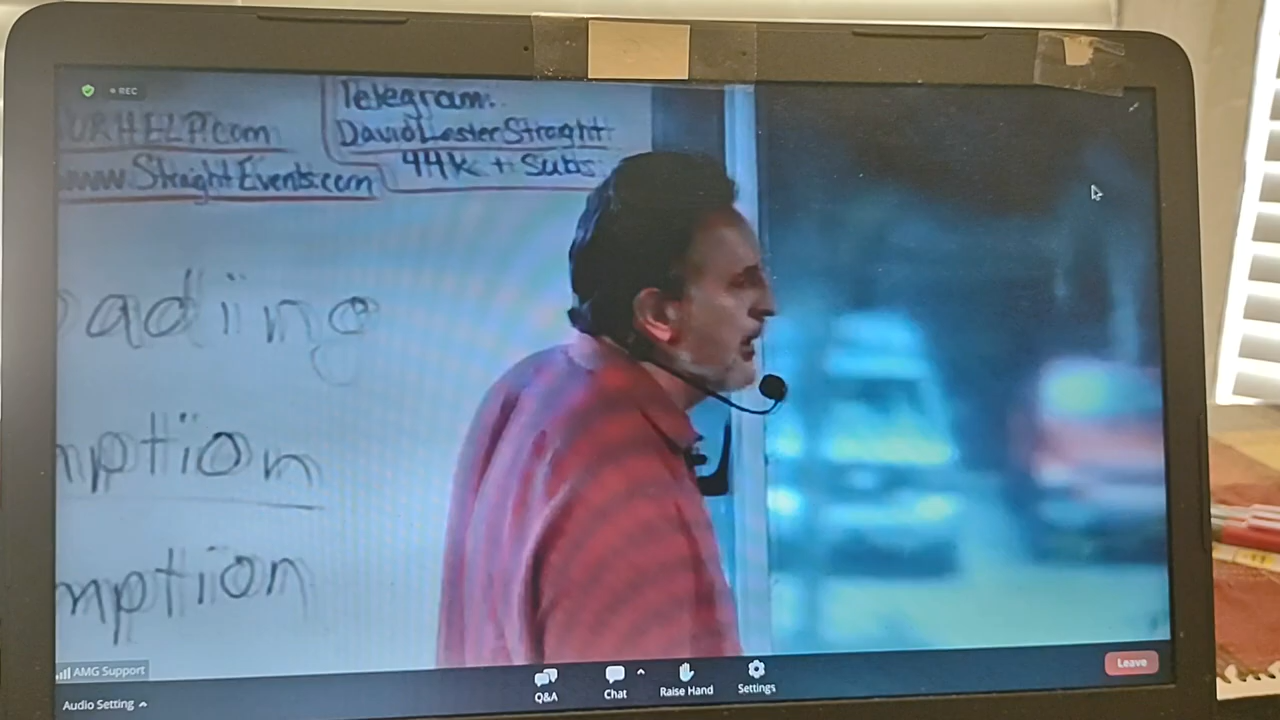 REC
Telegram:
URHELP.com
DavidLesterStraight
44K + Subs
www.StraightEvents.com
ading
mption
mption
AMG Support
Audio Setting
Q&A
Chat
Raise Hand
Settings
Leave